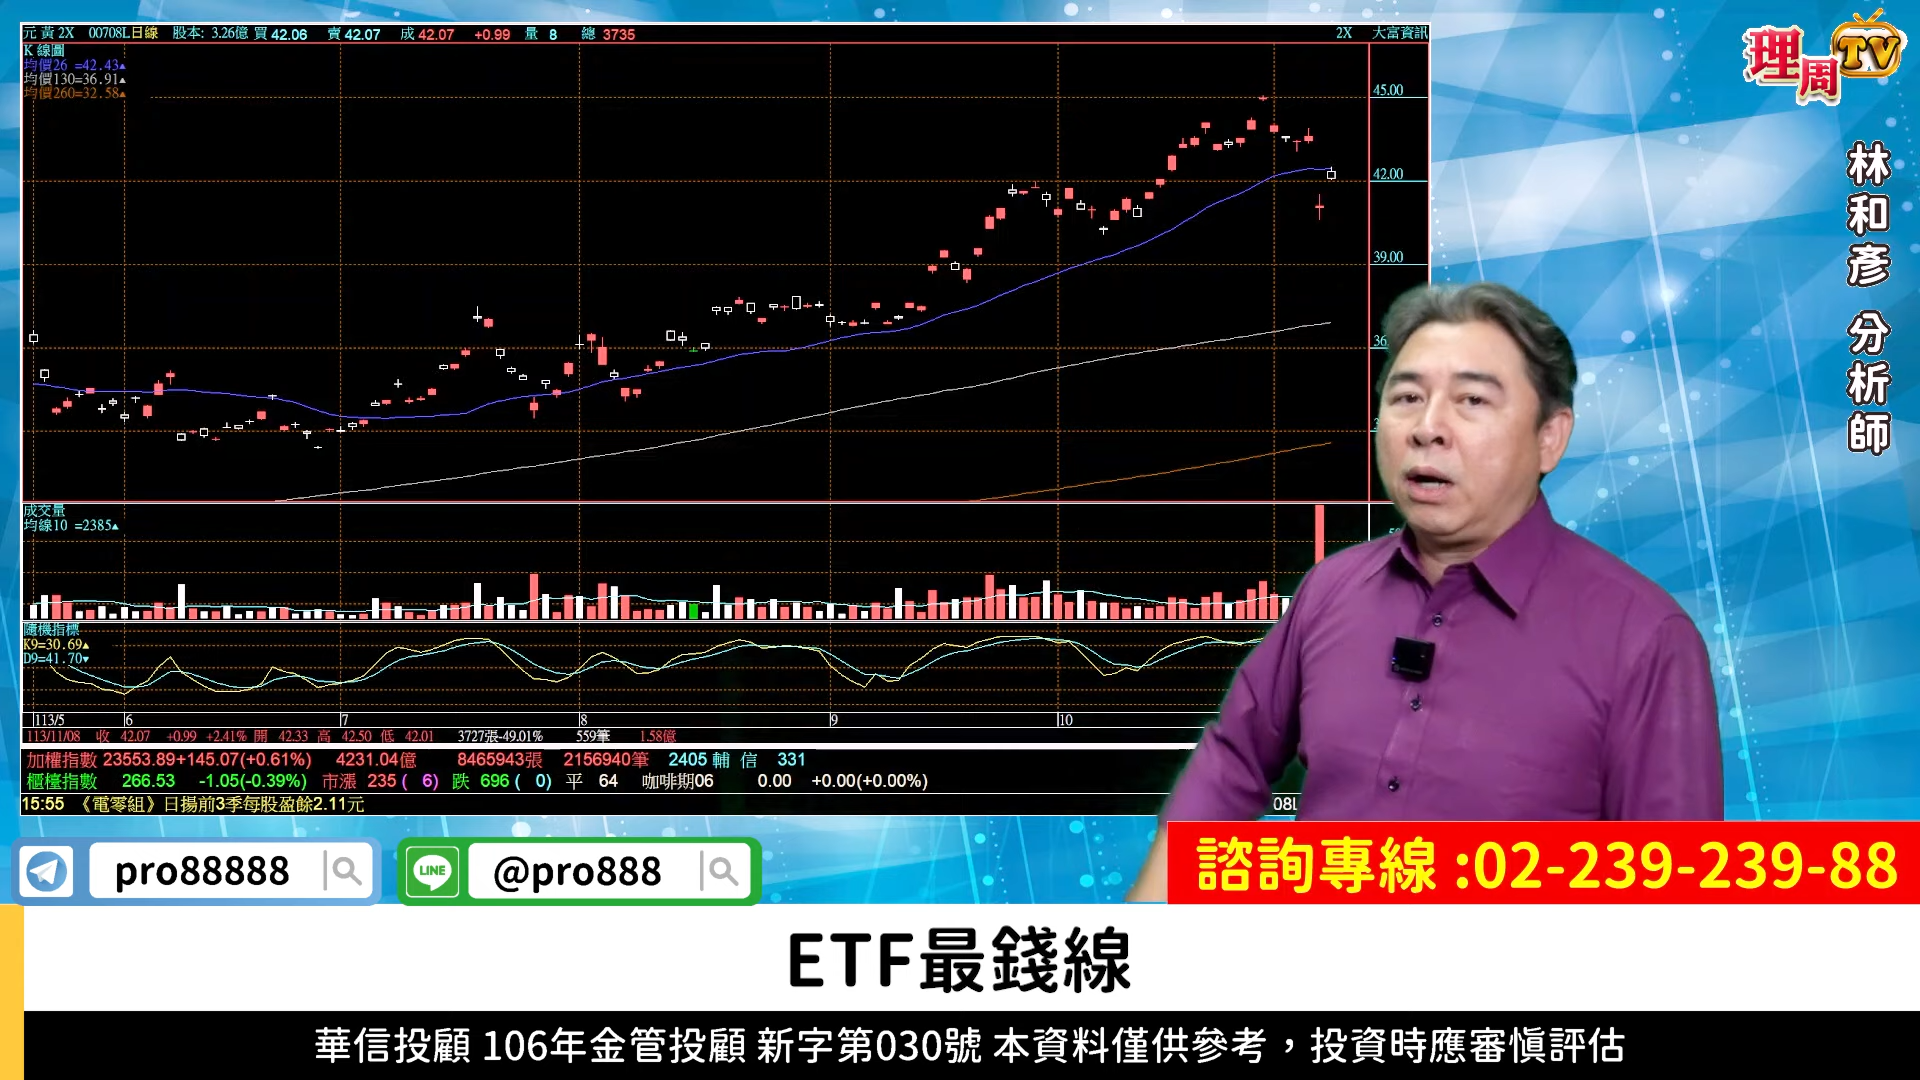 元 黃 2X 00708L日線 股本: 3.26億 買 42.06 賣 42.07 成 42.07 +0.99 量 8 總 3735 2X 大富資訊
K 線圖
均價26 =42.43▲
均價130=36.91▲
均價260=32.58▲
45.00
42.00
39.00
36.
3
成交量
均線10 =2385▲
隨機指標
K9=30.69▲
D9=41.70▼
113/5 6 7 8 9 10
113/11/08 收 42.07 +0.99 +2.41% 開 42.33 高 42.50 低 42.01 3727張-49.01% 559筆 1.58億
加權指數 23553.89+145.07(+0.61%) 4231.04億 8465943張 2156940筆 2405 輔 信 331
櫃檯指數 266.53 -1.05(-0.39%) 市漲 235 ( 6) 跌 696 ( 0) 平 64 咖啡期06 0.00 +0.00(+0.00%)
15:55 《電零組》日揚前3季每股盈餘2.11元 08L
理周TV
林和彥 分析師
pro88888
LINE @pro888
諮詢專線 :02-239-239-88
ETF最錢線
華信投顧 106年金管投顧 新字第030號 本資料僅供參考，投資時應審慎評估